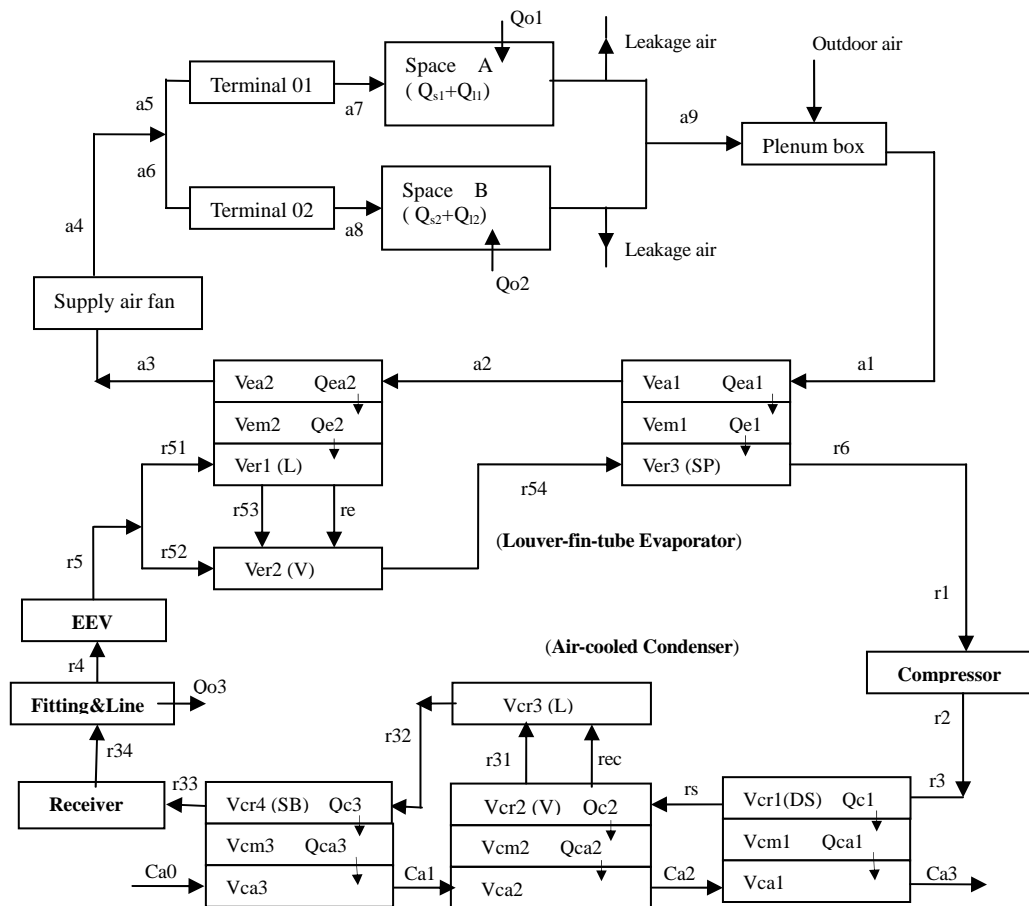 Qo1
Leakage air
Outdoor air
a5
Terminal 01
a7
Space A
( Qs1+Ql1)
a9
Plenum box
a6
Terminal 02
a8
Space B
( Qs2+Ql2)
a4
Leakage air
Qo2
Supply air fan
a3
a2
a1
Vea2 Qea2
Vem2 Qe2
Ver1 (L)
Vea1 Qea1
Vem1 Qe1
Ver3 (SP)
r51
r6
r53
re
r54
r52
Ver2 (V)
(Louver-fin-tube Evaporator)
r5
EEV
r1
r4
(Air-cooled Condenser)
Compressor
Oo3
Fitting&Line
Vcr3 (L)
r2
r32
r34
r31
rec
r33
Receiver
Vcr4 (SB) Qc3
Vcm3 Qca3
Vca3
Vcr2 (V) Oc2
Vcm2 Qca2
Vca2
rs
r3
Vcr1(DS) Qc1
Vcm1 Qca1
Vca1
Ca0
Ca1
Ca2
Ca3